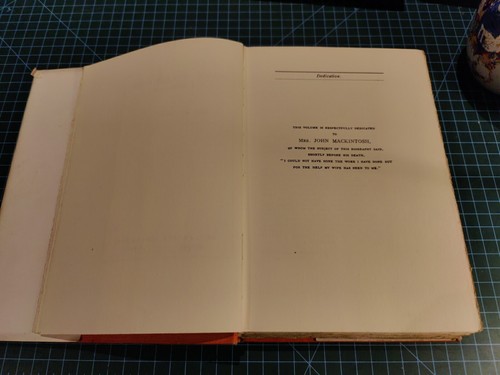 Dedication
THIS VOLUME IS RESPECTFULLY DEDICATED
TO
MRS. JOHN MACKINTOSH,
OF WHOM THE SUBJECT OF THIS BIOGRAPHY SAID,
SHORTLY BEFORE HIS DEATH,
"I COULD NOT HAVE DONE THE WORK I HAVE DONE BUT
FOR THE HELP MY WIFE HAS BEEN TO ME."